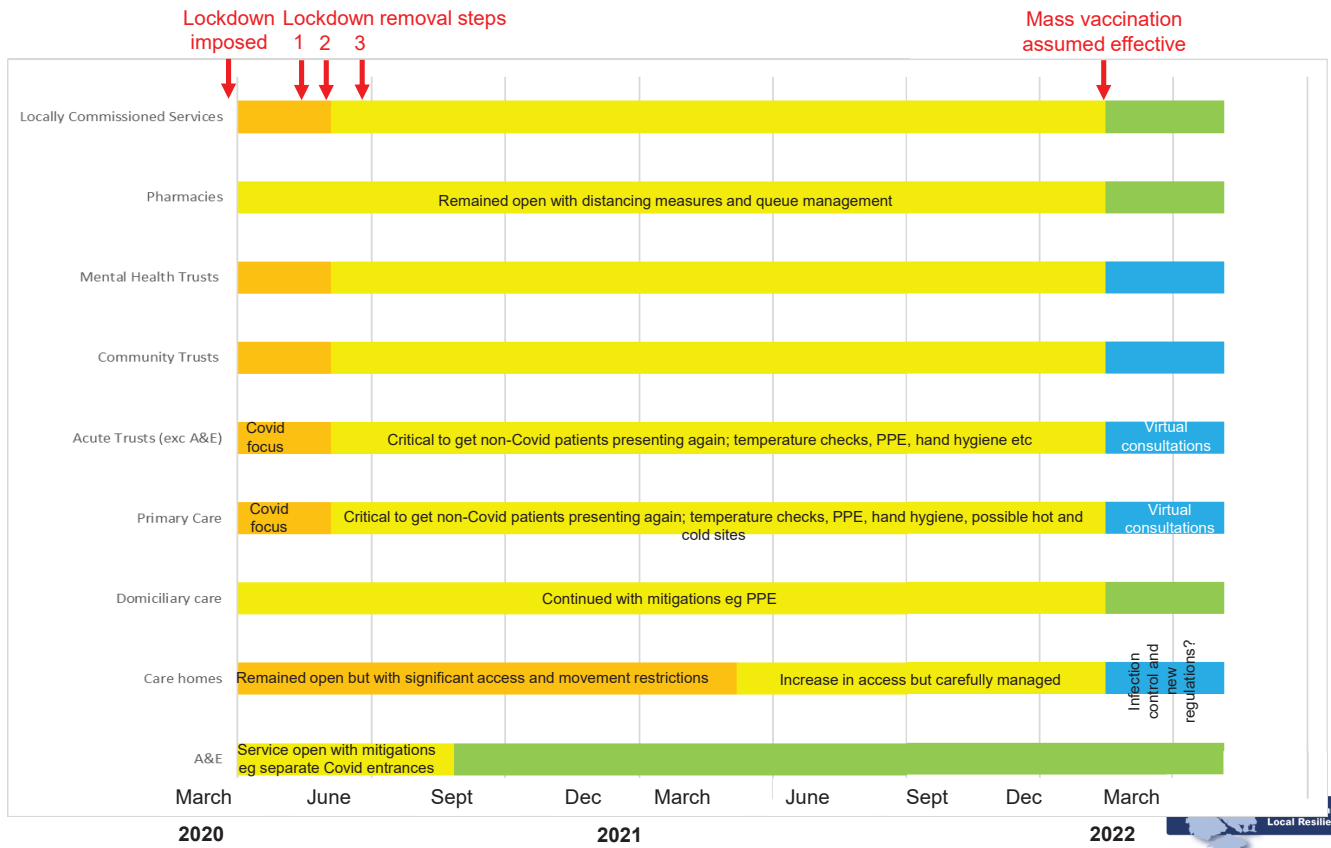 Lockdown imposed
Lockdown removal steps
1 2 3
Mass vaccination
assumed effective
Locally Commissioned Services
Pharmacies
Remained open with distancing measures and queue management
Mental Health Trusts
Community Trusts
Acute Trusts (exc A&E)
Covid
focus
Critical to get non-Covid patients presenting again; temperature checks, PPE, hand hygiene etc
Virtual
consultations
Primary Care
Covid
focus
Critical to get non-Covid patients presenting again; temperature checks, PPE, hand hygiene, possible hot and
cold sites
Virtual
consultations
Domiciliary care
Continued with mitigations eg PPE
Care homes
Remained open but with significant access and movement restrictions
Increase in access but carefully managed
Infection
control and
new
regulations?
A&E
Service open with mitigations
eg separate Covid entrances
March June Sept Dec March June Sept Dec March
2020 2021 2022
Local